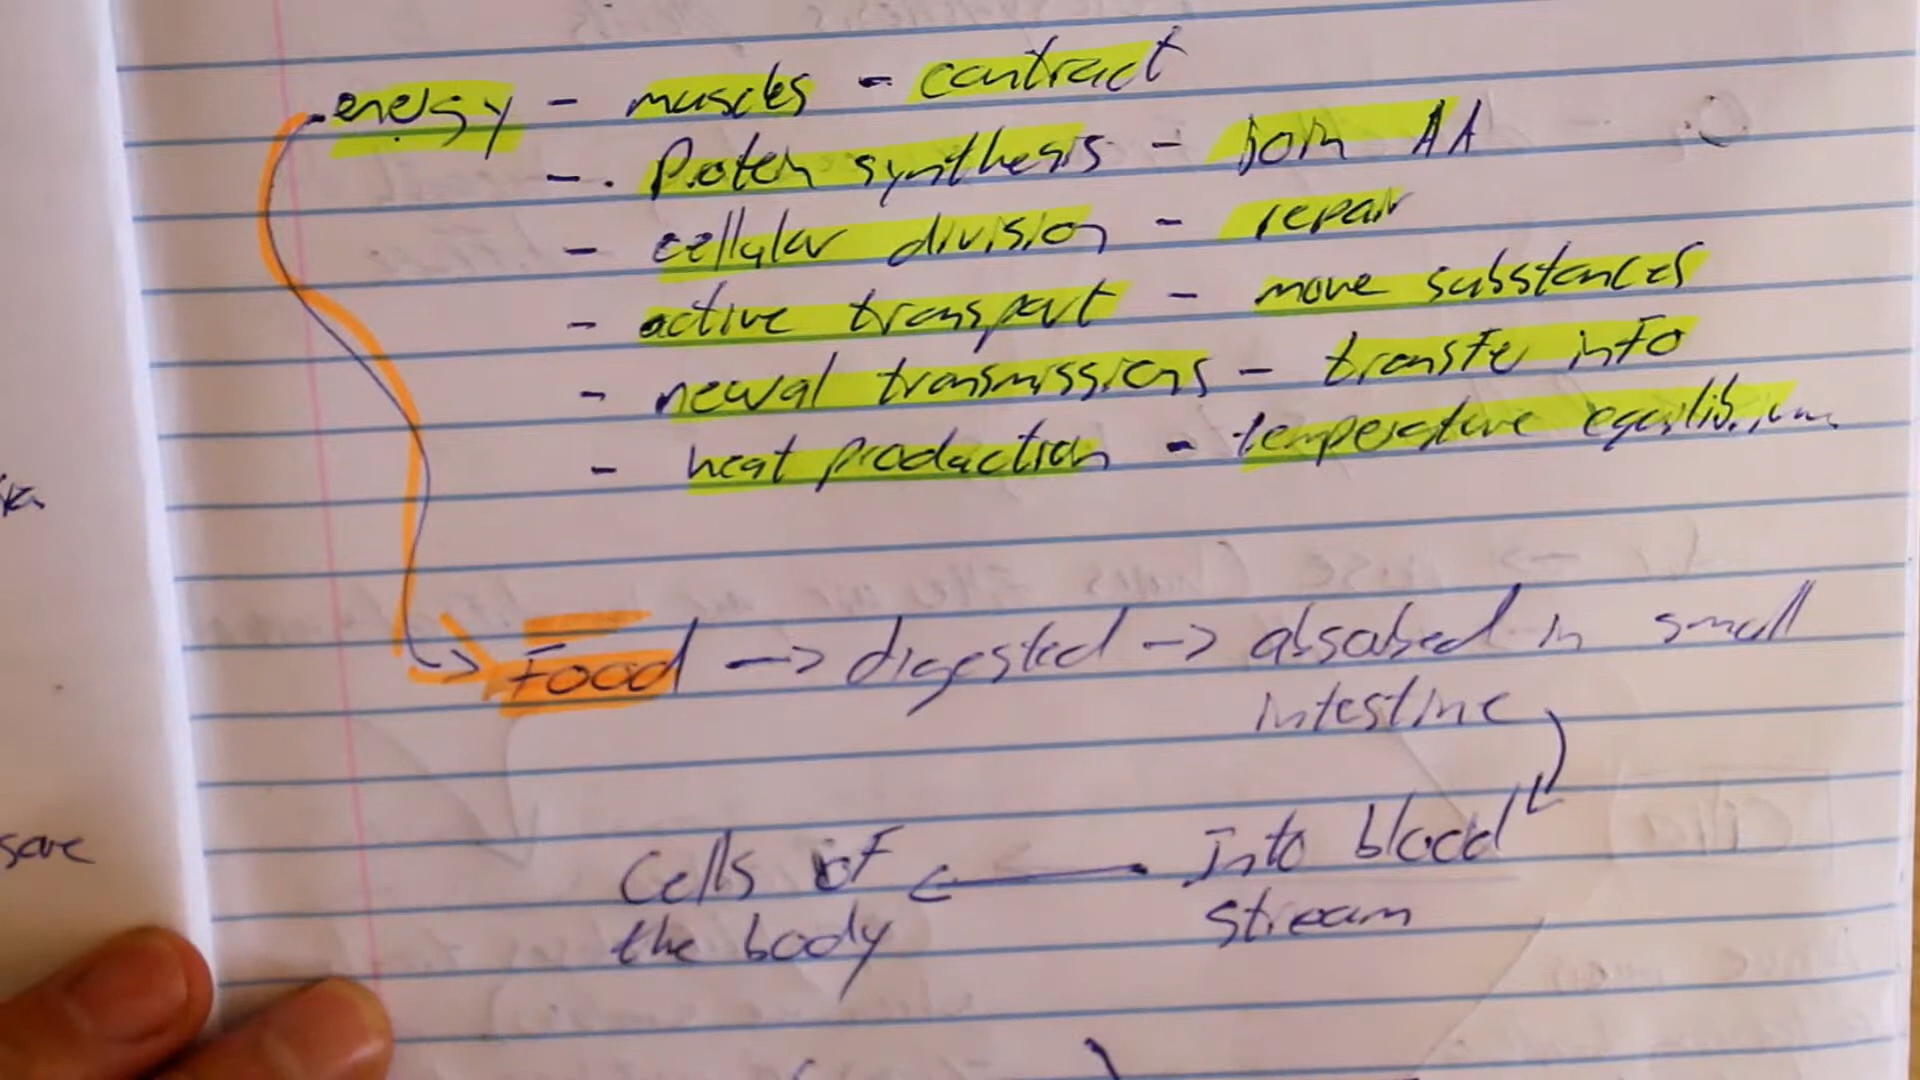 energy - muscles - contract
- Protein synthesis - join AA
- cellular division - repair
- active transport - move substances
- neural transmissions - transfer info
- heat production - temperature equilibrium
Food -> digested -> absorbed in small
intestine
Cells of <- Into blood
the body stream